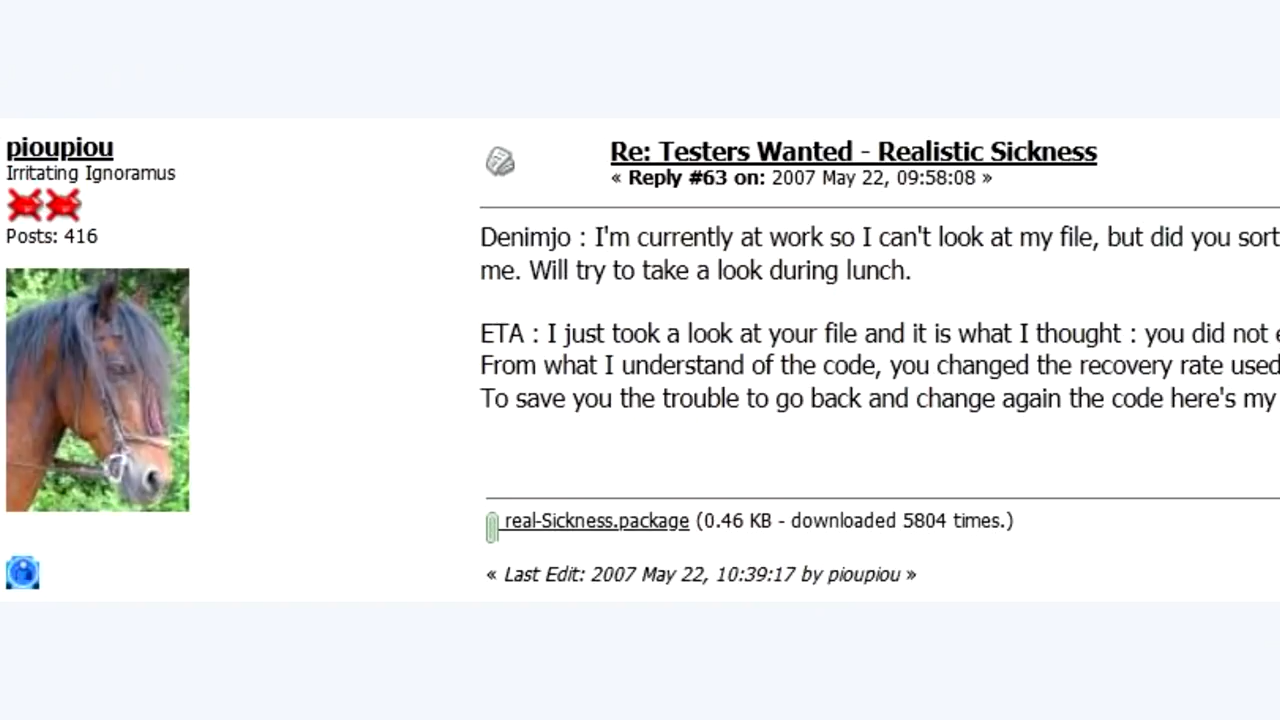 pioupiou
Irritating Ignoramus
Posts: 416
Re: Testers Wanted - Realistic Sickness
« Reply #63 on: 2007 May 22, 09:58:08 »
Denimjo : I'm currently at work so I can't look at my file, but did you sort
me. Will try to take a look during lunch.
ETA : I just took a look at your file and it is what I thought : you did not
From what I understand of the code, you changed the recovery rate used
To save you the trouble to go back and change again the code here's my
real-Sickness.package (0.46 KB - downloaded 5804 times.)
« Last Edit: 2007 May 22, 10:39:17 by pioupiou »